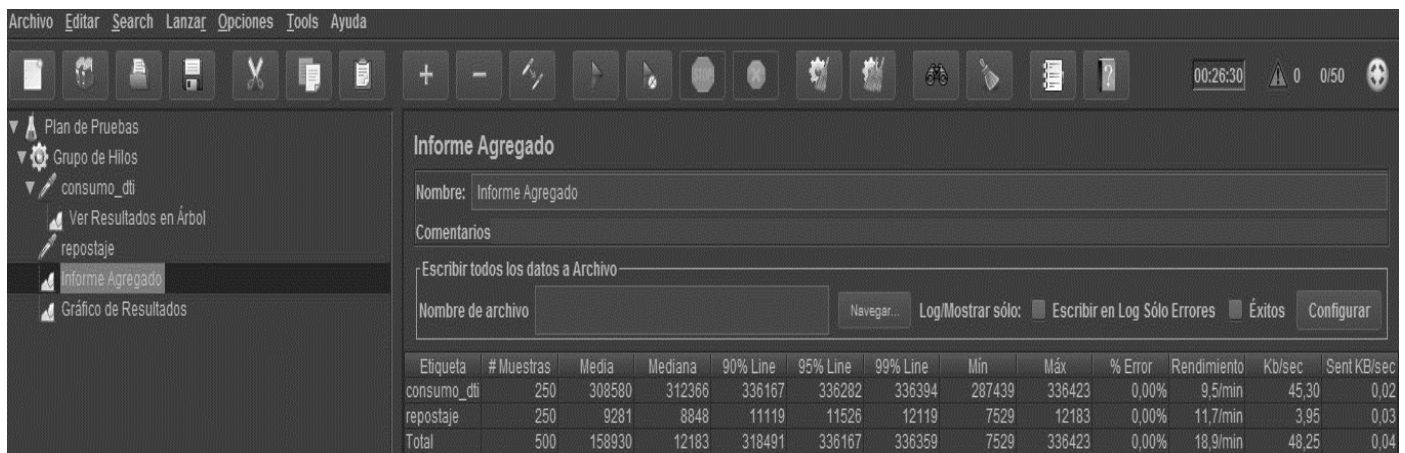 Archivo Editar Search Lanzar Opciones Tools Ayuda
STOP
00:26:30 0 0/50
Plan de Pruebas
Grupo de Hilos
consumo_dti
Ver Resultados en Árbol
repostaje
Informe Agregado
Gráfico de Resultados
Informe Agregado
Nombre: Informe Agregado
Comentarios
Escribir todos los datos a Archivo
Nombre de archivo Navegar... Log/Mostrar sólo: Escribir en Log Sólo Errores Éxitos Configurar
Etiqueta # Muestras Media Mediana 90% Line 95% Line 99% Line Mín Máx % Error Rendimiento Kb/sec Sent KB/sec
consumo_dti 250 308580 312366 336167 336282 336394 287439 336423 0,00% 9,5/min 45,30 0,02
repostaje 250 9281 8848 11119 11526 12119 7529 12183 0,00% 11,7/min 3,95 0,03
Total 500 158930 12183 318491 336167 336359 7529 336423 0,00% 18,9/min 48,25 0,04